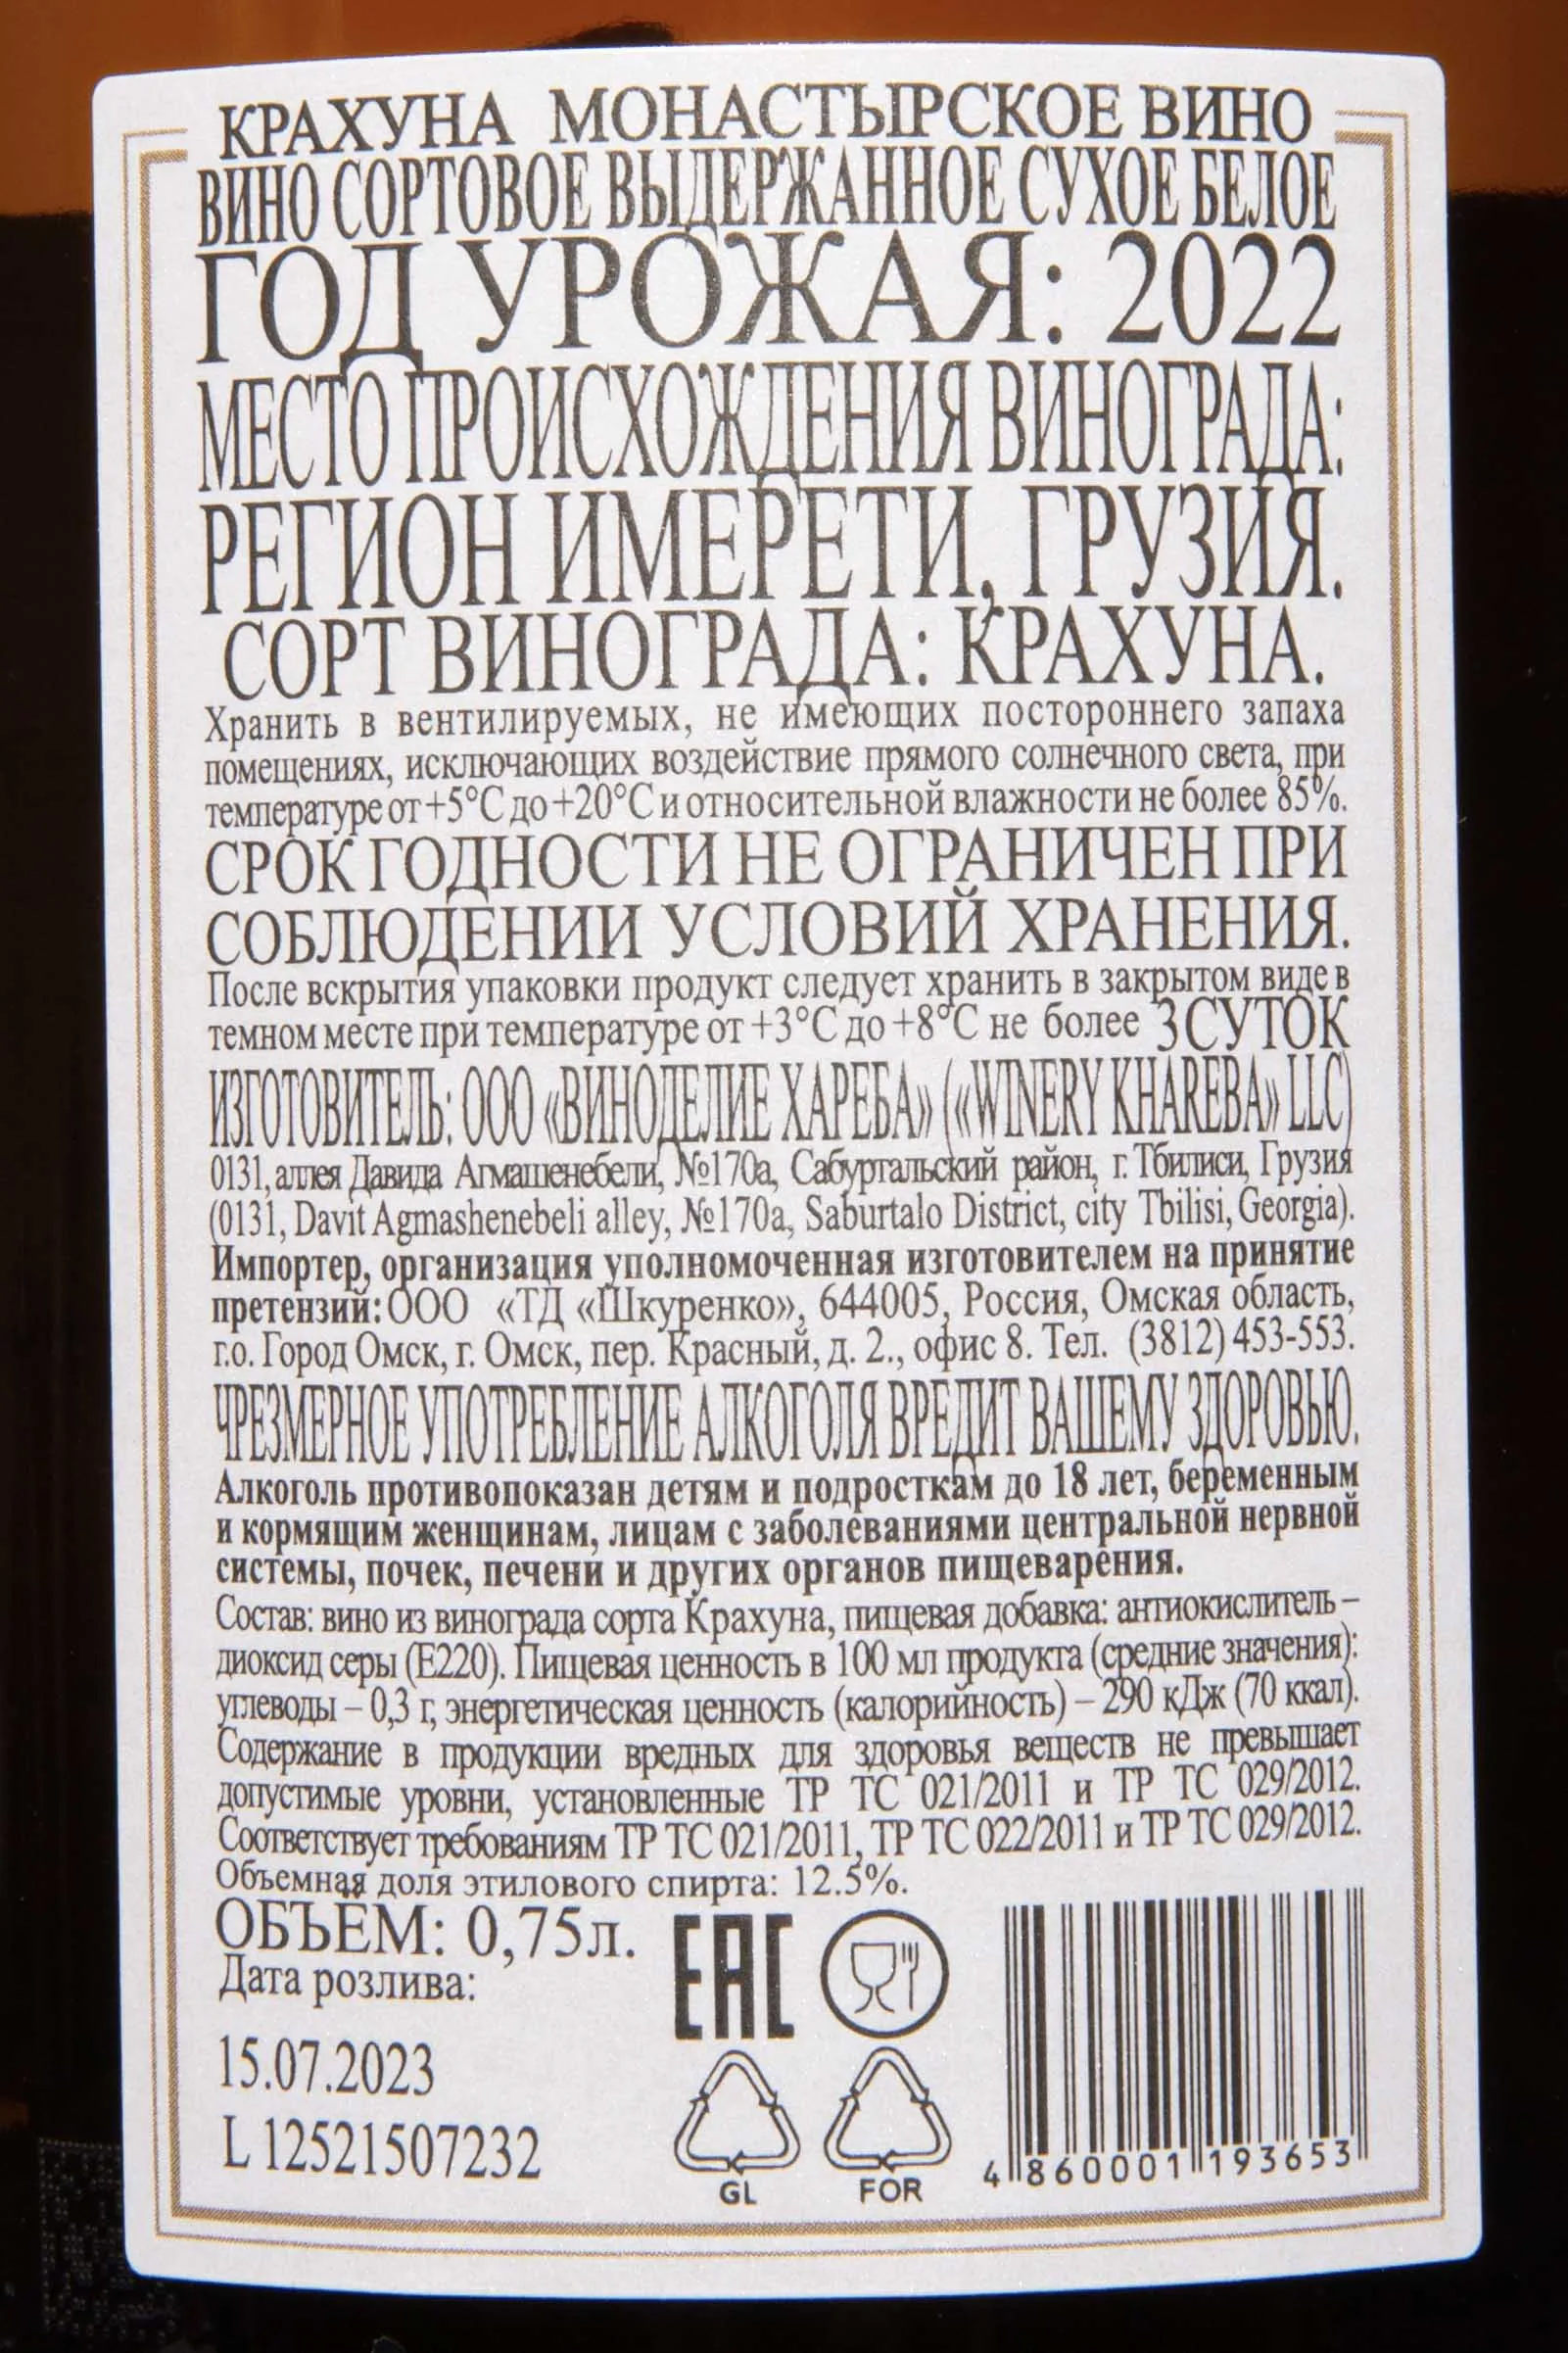 КРАХУНА МОНАСТЫРСКОЕ ВИНО
ВИНО СОРТОВОЕ ВЫДЕРЖАННОЕ СУХОЕ БЕЛОЕ
ГОД УРОЖАЯ: 2022
МЕСТО ПРОИСХОЖДЕНИЯ ВИНОГРАДА:
РЕГИОН ИМЕРЕТИ, ГРУЗИЯ.
СОРТ ВИНОГРАДА: КРАХУНА.
Хранить в вентилируемых, не имеющих постороннего запаха
помещениях, исключающих воздействие прямого солнечного света, при
температуре от +5°С до +20°С и относительной влажности не более 85%.
СРОК ГОДНОСТИ НЕ ОГРАНИЧЕН ПРИ
СОБЛЮДЕНИИ УСЛОВИЙ ХРАНЕНИЯ.
После вскрытия упаковки продукт следует хранить в закрытом виде в
темном месте при температуре от +3°С до +8°С не более 3 СУТОК
ИЗГОТОВИТЕЛЬ: ООО «ВИНОДЕЛИЕ ХАРЕБА» («WINERY KHAREBA» LLC)
0131, аллея Давида Агмашенебели, №170а, Сабуртальский район, г. Тбилиси, Грузия
(0131, Davit Agmashenebeli alley, №170a, Saburtalo District, city Tbilisi, Georgia).
Импортер, организация уполномоченная изготовителем на принятие
претензий: ООО «ТД «Шкуренко», 644005, Россия, Омская область,
г.о. Город Омск, г. Омск, пер. Красный, д. 2., офис 8. Тел. (3812) 453-553.
ЧРЕЗМЕРНОЕ УПОТРЕБЛЕНИЕ АЛКОГОЛЯ ВРЕДИТ ВАШЕМУ ЗДОРОВЬЮ.
Алкоголь противопоказан детям и подросткам до 18 лет, беременным
и кормящим женщинам, лицам с заболеваниями центральной нервной
системы, почек, печени и других органов пищеварения.
Состав: вино из винограда сорта Крахуна, пищевая добавка: антиокислитель –
диоксид серы (Е220). Пищевая ценность в 100 мл продукта (средние значения):
углеводы – 0,3 г, энергетическая ценность (калорийность) – 290 кДж (70 ккал).
Содержание в продукции вредных для здоровья веществ не превышает
допустимые уровни, установленные ТР ТС 021/2011 и ТР ТС 029/2012.
Соответствует требованиям ТР ТС 021/2011, ТР ТС 022/2011 и ТР ТС 029/2012.
Объемная доля этилового спирта: 12.5%.
ОБЪЁМ: 0,75л.
Дата розлива:
15.07.2023
L 12521507232
EAC
GL
FOR
4 860001 193653